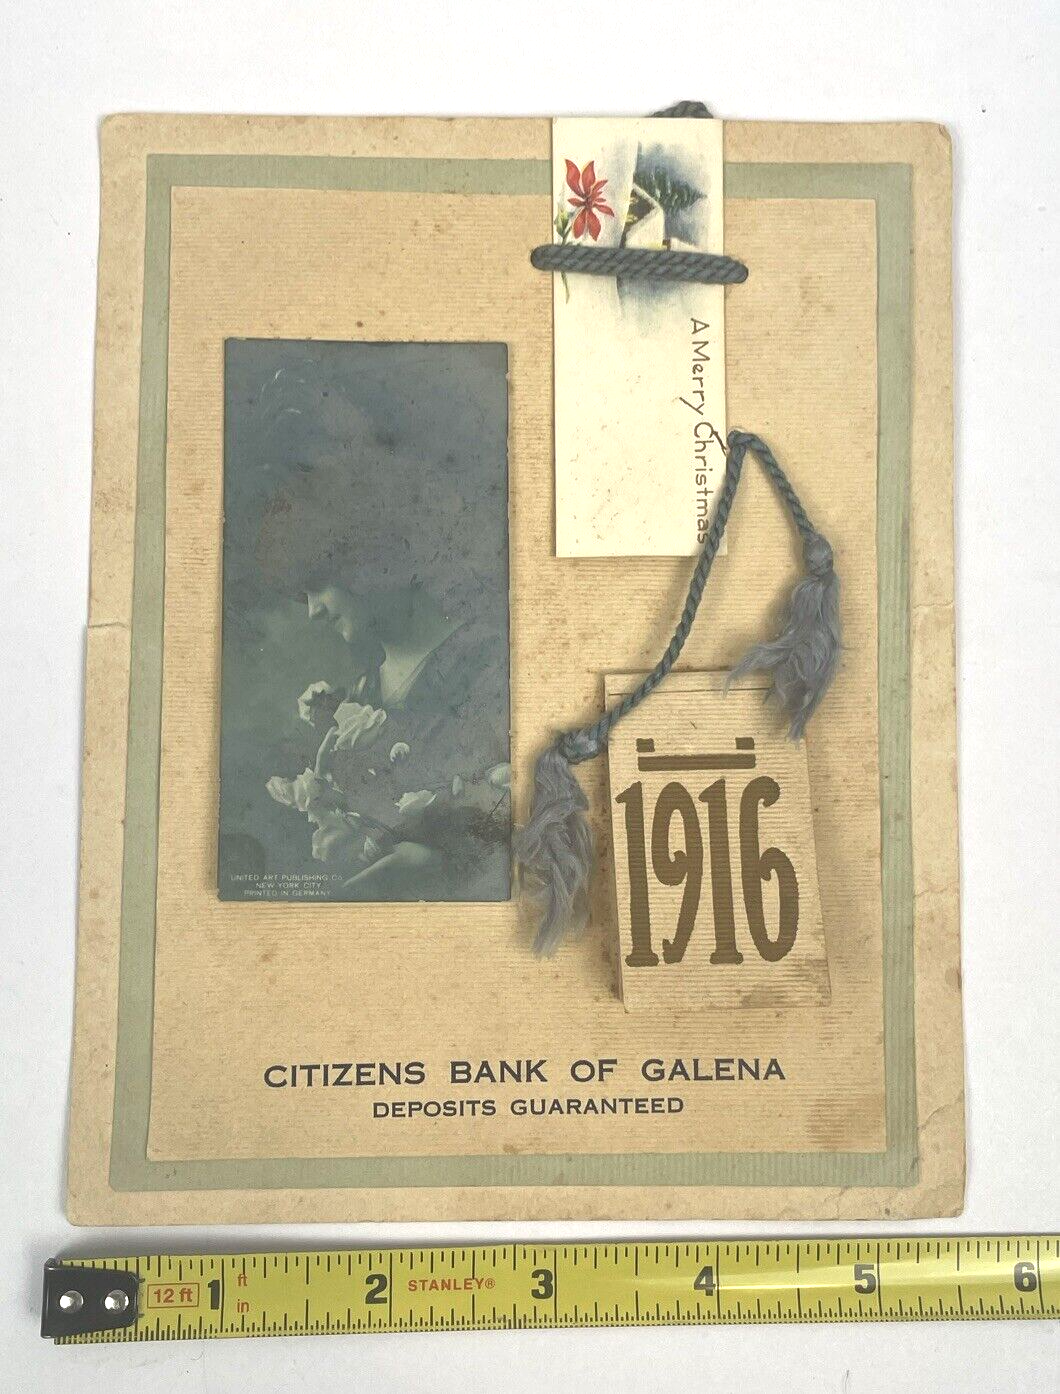 A Merry Christmas
UNITED ART PUBLISHING CO.
NEW YORK CITY
PRINTED IN GERMANY
1916
CITIZENS BANK OF GALENA
DEPOSITS GUARANTEED
12 ft 1 ft in 2 STANLEY® 3 4 5 6